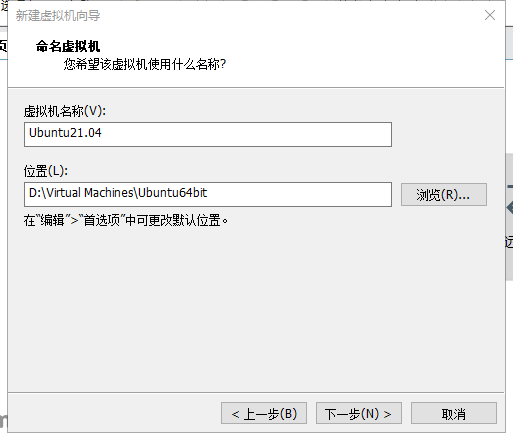 新建虚拟机向导
命名虚拟机
您希望该虚拟机使用什么名称?
虚拟机名称(V):
Ubuntu21.04
位置(L):
D:\Virtual Machines\Ubuntu64bit
浏览(R)...
在“编辑”>“首选项”中可更改默认位置。
< 上一步(B)
下一步(N) >
取消